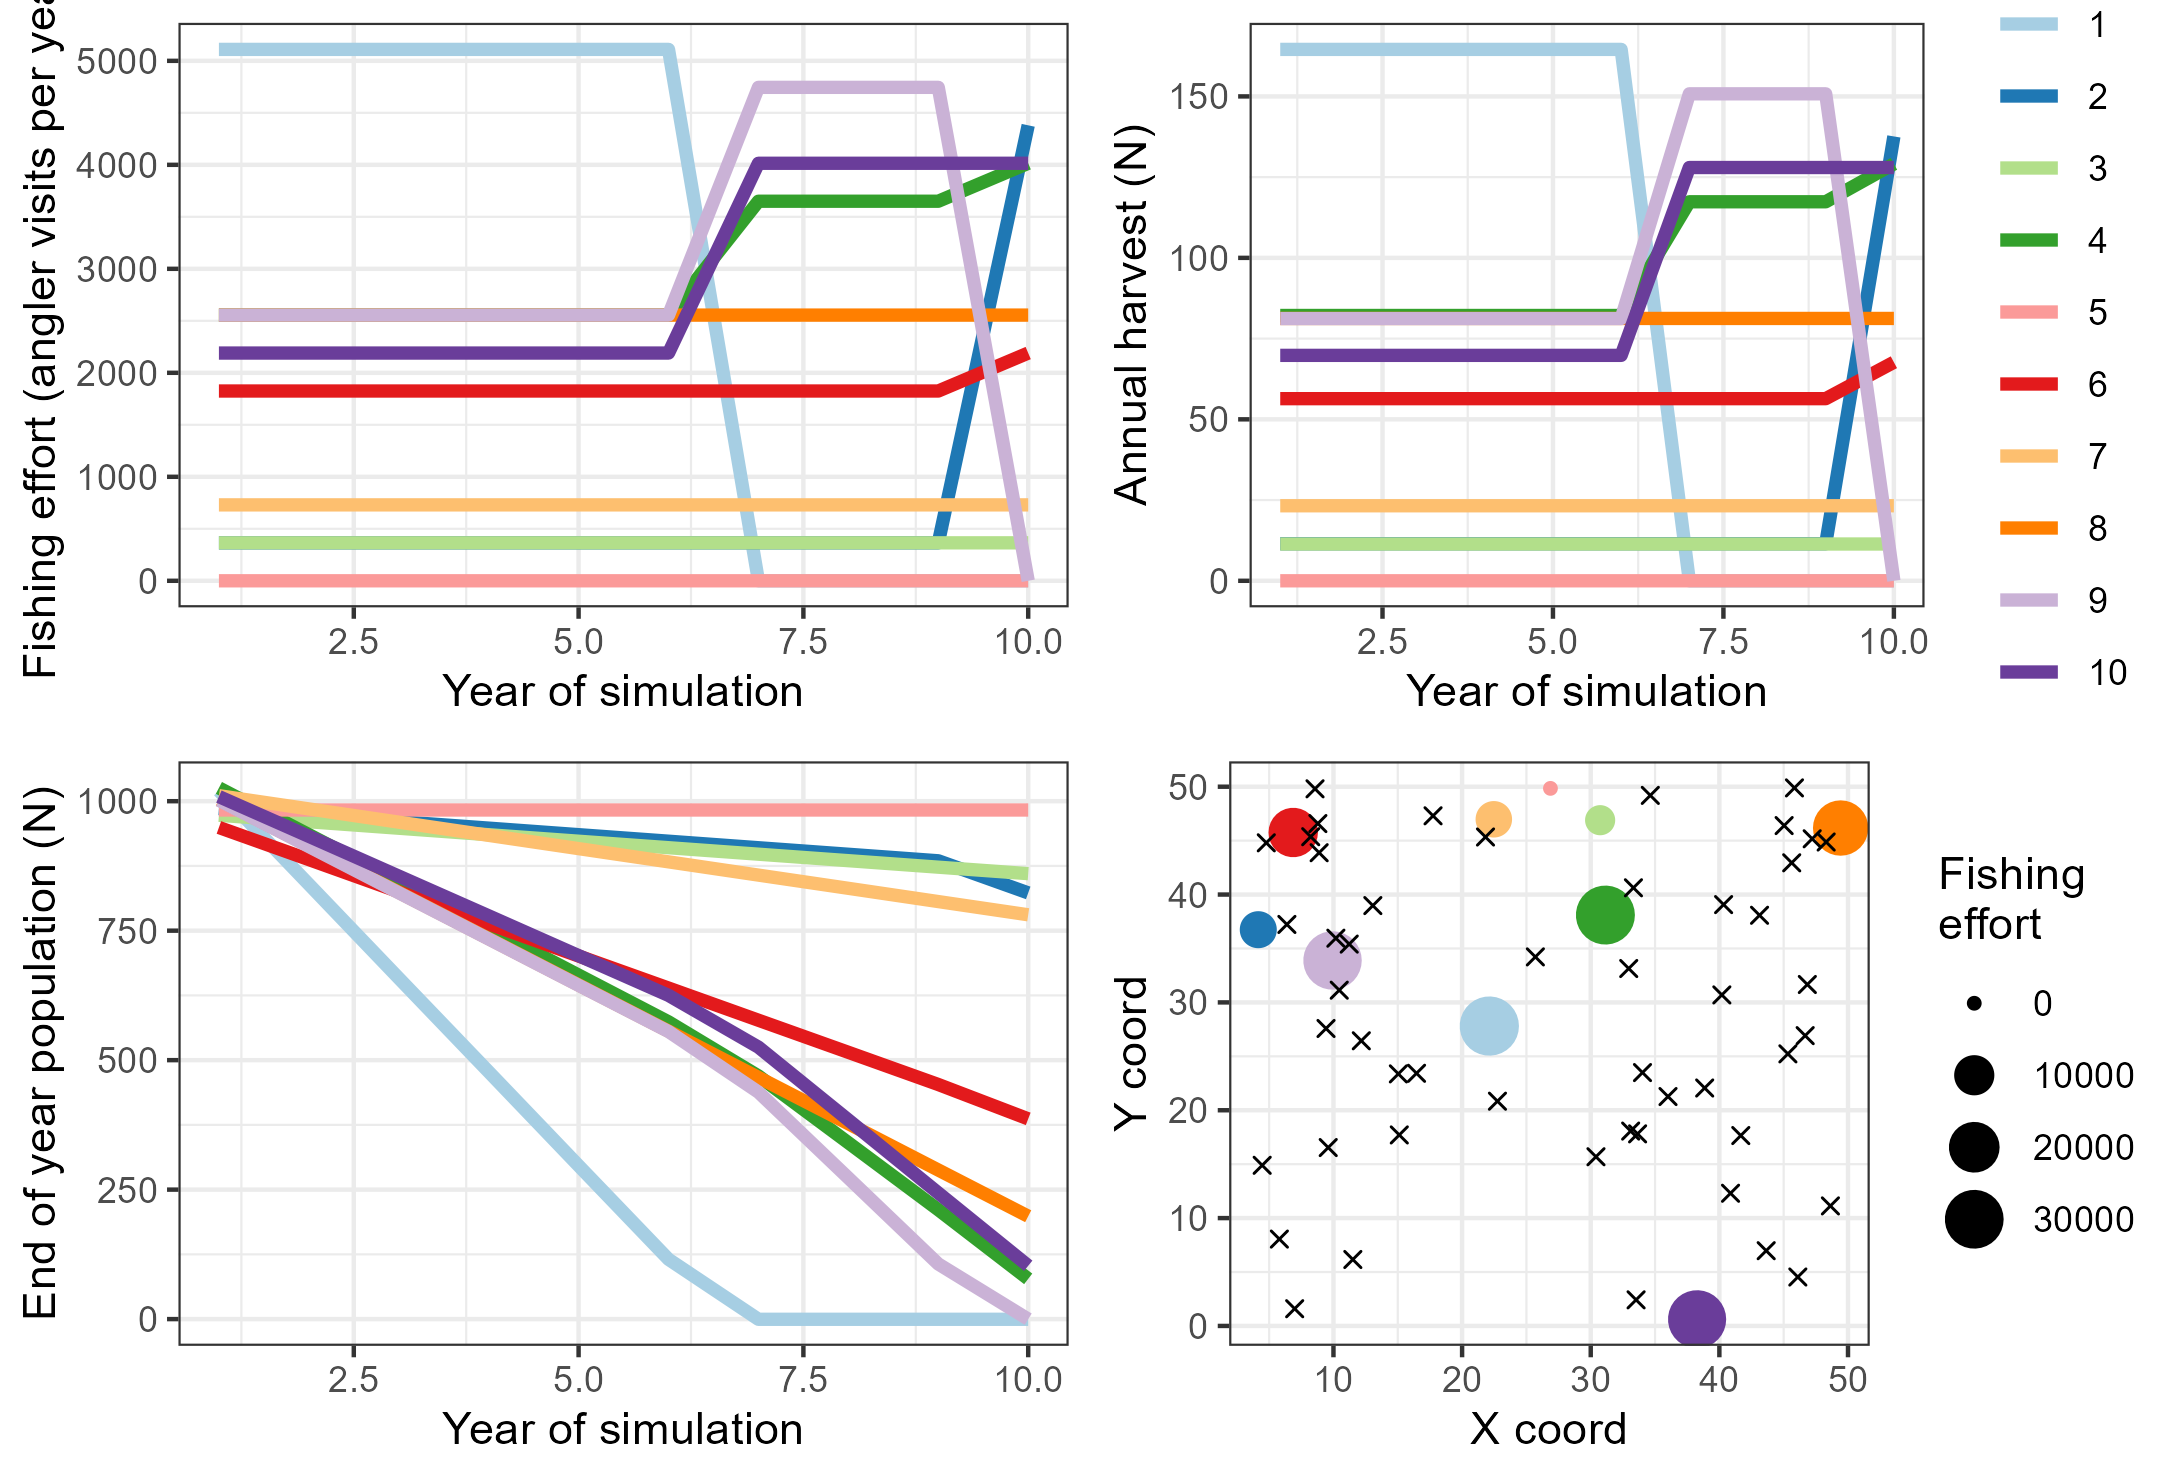 Fishing effort (angler visits per yea
5000
4000
3000
2000
1000
0
2.5 5.0 7.5 10.0
Year of simulation
Annual harvest (N)
150
100
50
0
2.5 5.0 7.5 10.0
Year of simulation
1
2
3
4
5
6
7
8
9
10
End of year population (N)
1000
750
500
250
0
2.5 5.0 7.5 10.0
Year of simulation
Y coord
50
40
30
20
10
0
10 20 30 40 50
X coord
Fishing
effort
0
10000
20000
30000